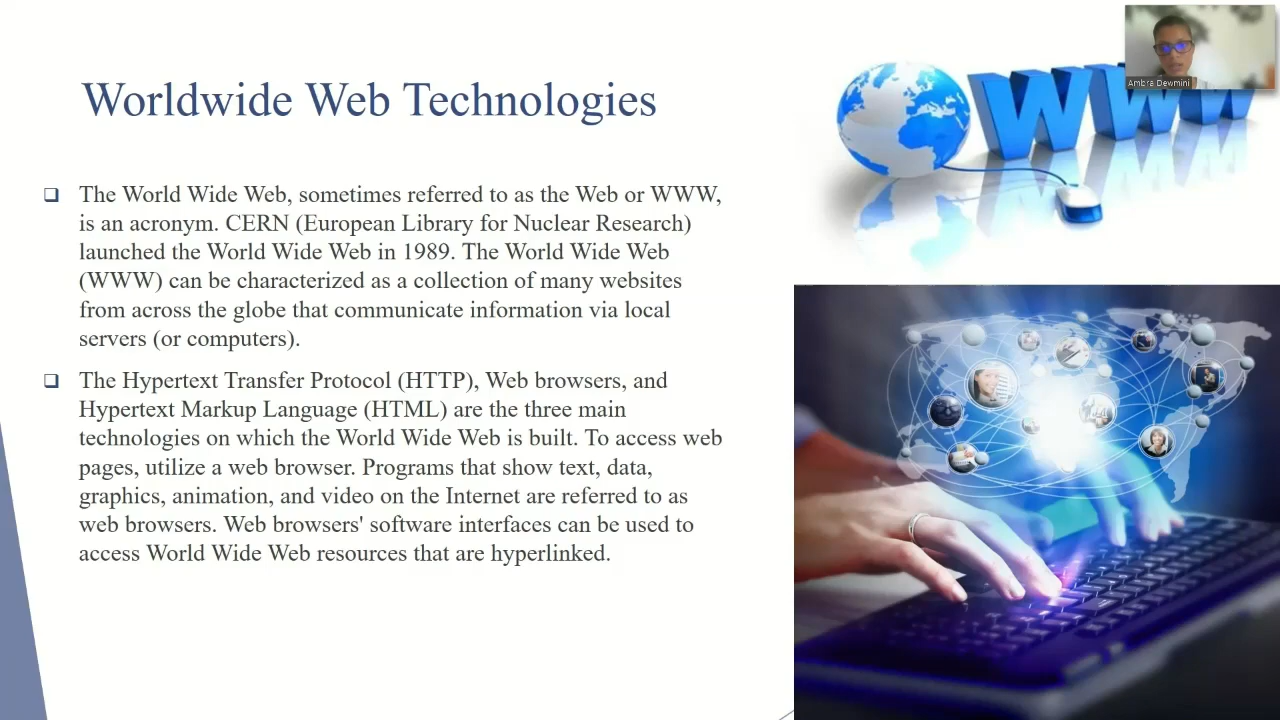 Worldwide Web Technologies
The World Wide Web, sometimes referred to as the Web or WWW,
is an acronym. CERN (European Library for Nuclear Research)
launched the World Wide Web in 1989. The World Wide Web
(WWW) can be characterized as a collection of many websites
from across the globe that communicate information via local
servers (or computers).
The Hypertext Transfer Protocol (HTTP), Web browsers, and
Hypertext Markup Language (HTML) are the three main
technologies on which the World Wide Web is built. To access web
pages, utilize a web browser. Programs that show text, data,
graphics, animation, and video on the Internet are referred to as
web browsers. Web browsers' software interfaces can be used to
access World Wide Web resources that are hyperlinked.
WWW
Ambra Dewmini